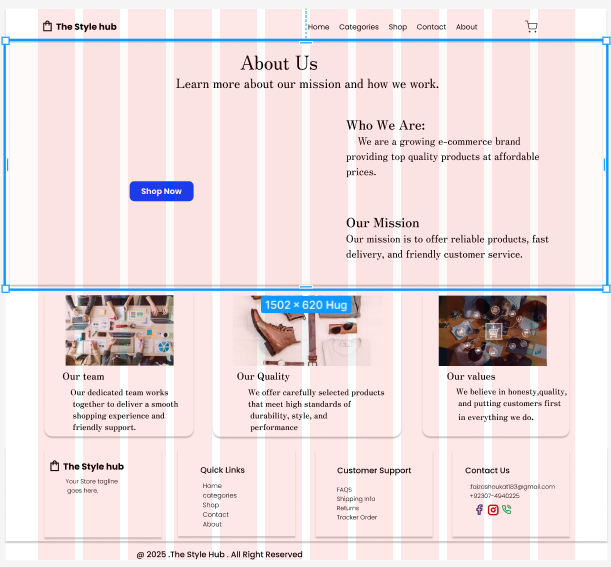 The Style hub
Home Categories Shop Contact About
About Us
Learn more about our mission and how we work.
Who We Are:
We are a growing e-commerce brand
providing top quality products at affordable
prices.
Shop Now
Our Mission
Our mission is to offer reliable products, fast
delivery, and friendly customer service.
1502 × 620 Hug
Our team
Our dedicated team works
together to deliver a smooth
shopping experience and
friendly support.
Our Quality
We offer carefully selected products
that meet high standards of
durability, style, and
performance
Our values
We believe in honesty,quality,
and putting customers first
in everything we do.
The Style hub
Your Store tagline
goes here.
Quick Links
Home
categories
Shop
Contact
About
Customer Support
FAQS
Shipping Info
Returns
Tracker Order
Contact Us
:faizashoukat183@gmail.com
+92307-4940225
@ 2025 .The Style Hub . All Right Reserved